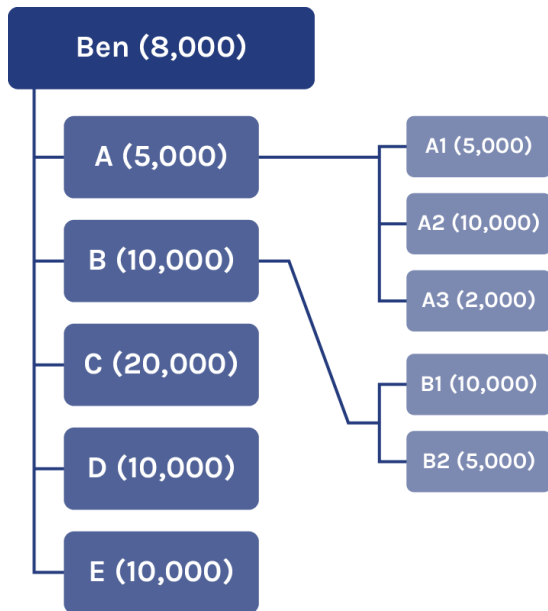 Ben (8,000)
A (5,000)
A1 (5,000)
A2 (10,000)
A3 (2,000)
B (10,000)
B1 (10,000)
B2 (5,000)
C (20,000)
D (10,000)
E (10,000)